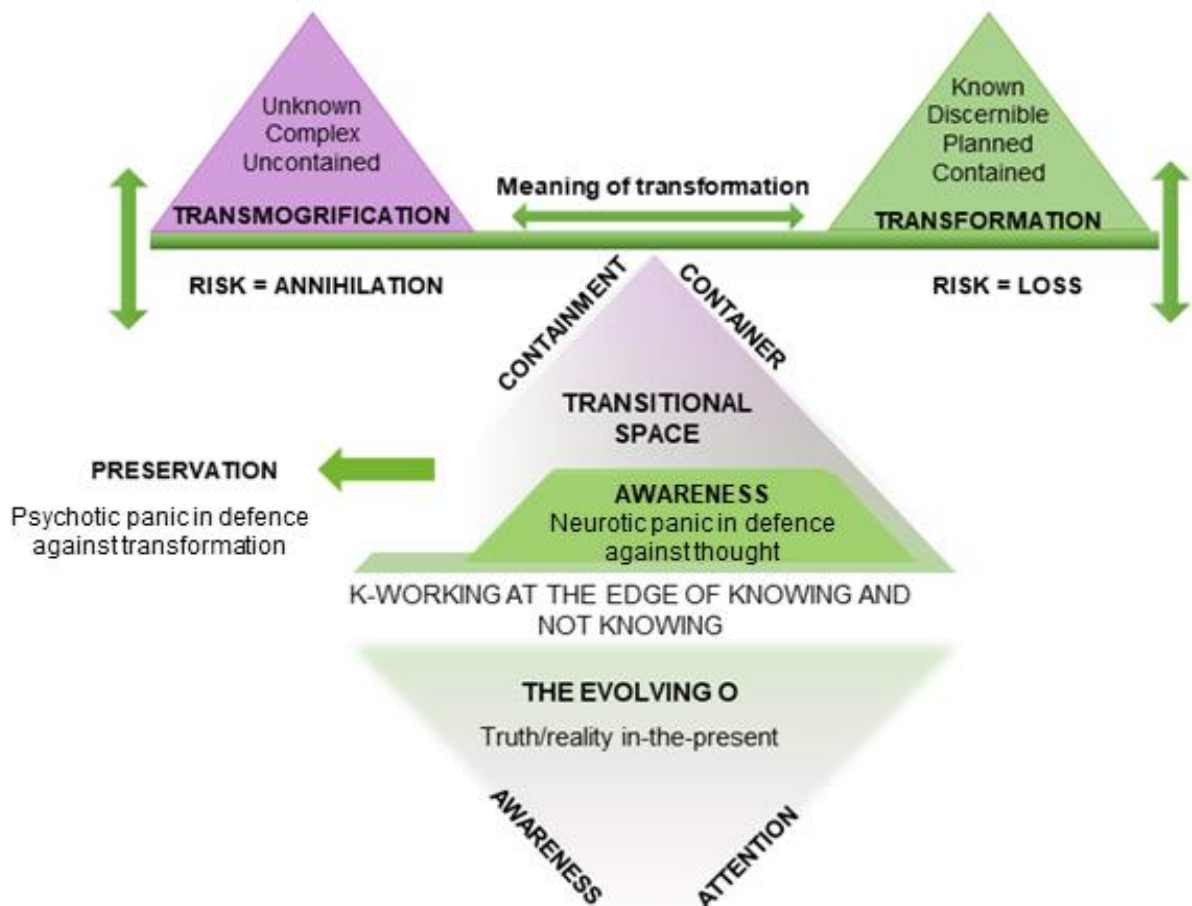 Unknown
Complex
Uncontained
TRANSMOGRIFICATION
Meaning of transformation
Known
Discernible
Planned
Contained
TRANSFORMATION
RISK = ANNIHILATION
RISK = LOSS
CONTAINMENT
CONTAINER
TRANSITIONAL
SPACE
PRESERVATION
Psychotic panic in defence
against transformation
AWARENESS
Neurotic panic in defence
against thought
K-WORKING AT THE EDGE OF KNOWING AND
NOT KNOWING
THE EVOLVING O
Truth/reality in-the-present
AWARENESS
ATTENTION